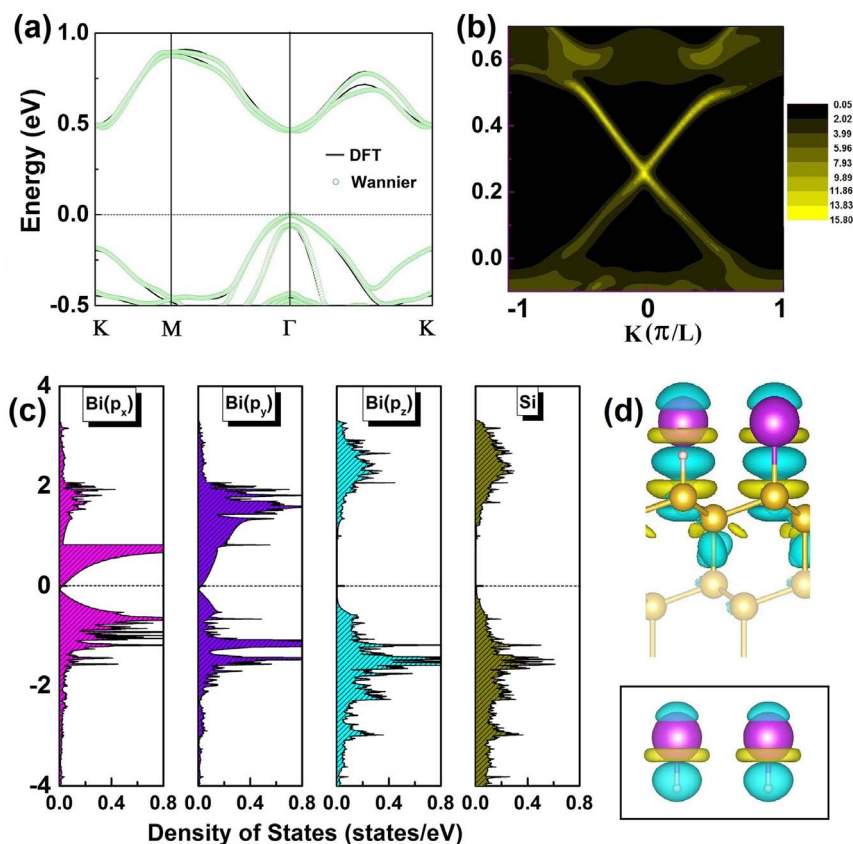 (a)
1.0
0.5
0.0
-0.5
Energy (eV)
DFT
Wannier
K M Γ K
(b)
0.6
0.4
0.2
0.0
-1 0 1
K(π/L)
0.05
2.02
3.99
5.96
7.93
9.89
11.86
13.83
15.80
(c)
4
2
0
-2
-4
Bi(px)
Bi(py)
Bi(pz)
Si
0.0 0.4 0.8 0.0 0.4 0.8 0.0 0.4 0.8 0.0 0.4 0.8
Density of States (states/eV)
(d)